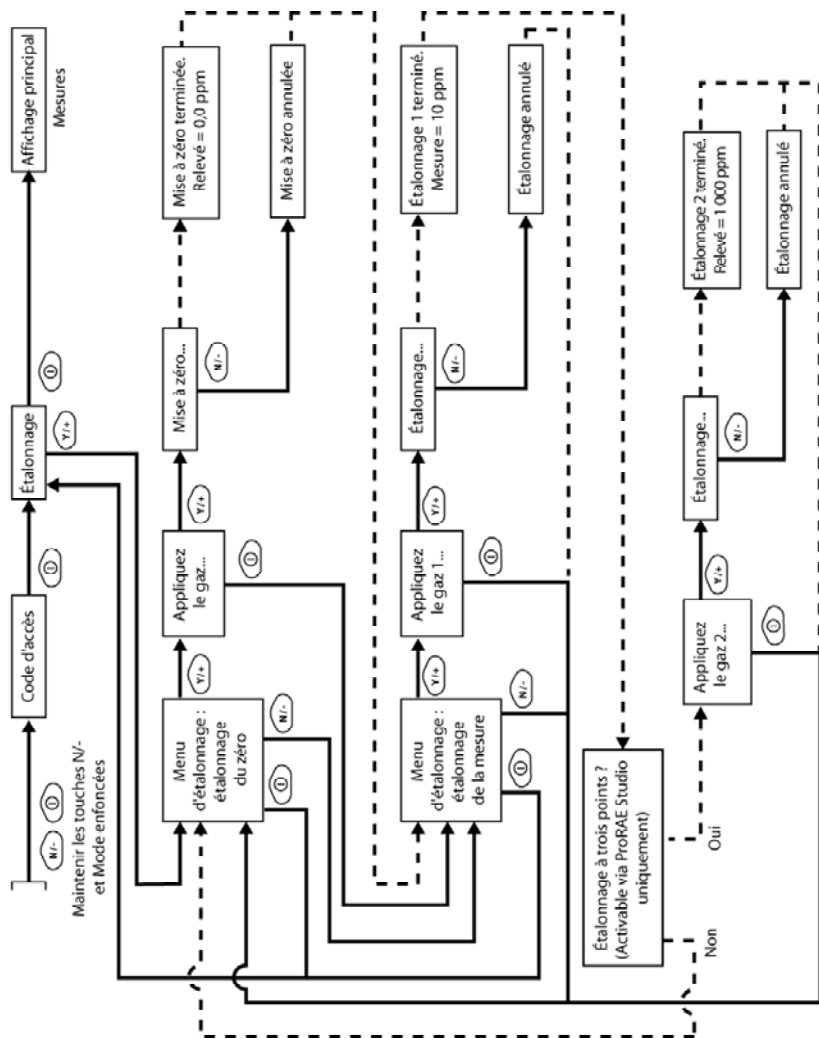 N/-
Maintenir les touches N/-
et Mode enfoncées
Code d'accès
Étalonnage
Y/+
Affichage principal
Mesures
Menu
d'étalonnage :
étalonnage
du zéro
Y/+
N/-
Appliquez
le gaz...
Y/+
Mise à zéro...
N/-
Mise à zéro terminée.
Relevé = 0,0 ppm
Mise à zéro annulée
Menu
d'étalonnage :
étalonnage
de la mesure
Y/+
N/-
Appliquez
le gaz 1...
Y/+
Étalonnage...
N/-
Étalonnage 1 terminé.
Mesure = 10 ppm
Étalonnage annulé
Étalonnage à trois points ?
(Activable via ProRAE Studio
uniquement)
Non
Oui
Appliquez
le gaz 2...
Y/+
Étalonnage...
N/-
Étalonnage 2 terminé.
Relevé = 1 000 ppm
Étalonnage annulé